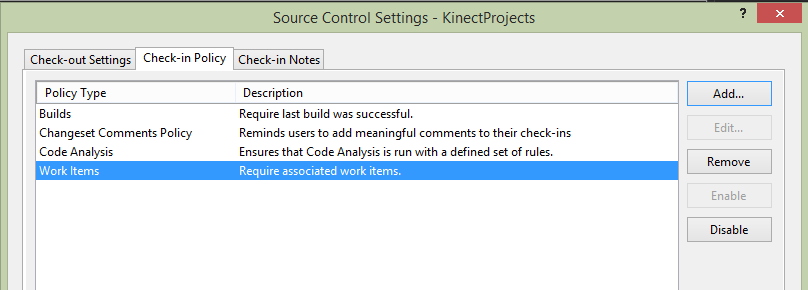 Source Control Settings - KinectProjects
? ×
Check-out Settings Check-in Policy Check-in Notes
Policy Type Description
Builds Require last build was successful.
Changeset Comments Policy Reminds users to add meaningful comments to their check-ins
Code Analysis Ensures that Code Analysis is run with a defined set of rules.
Work Items Require associated work items.
Add...
Edit...
Remove
Enable
Disable